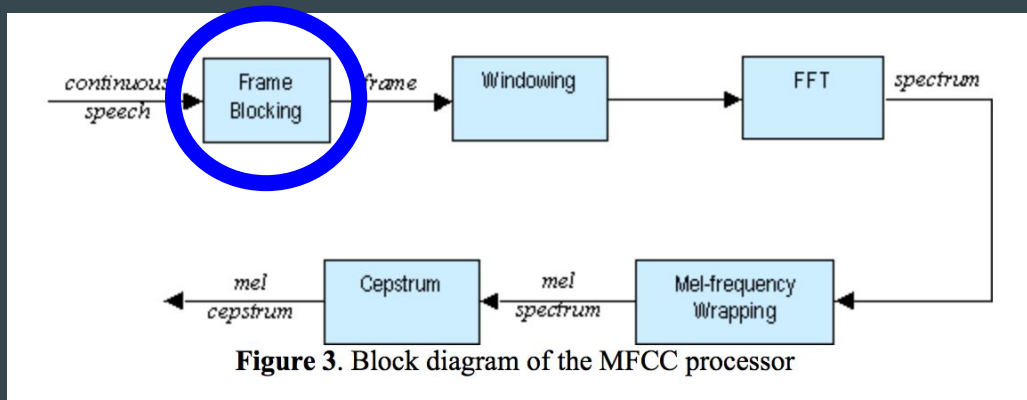 continuous
speech
Frame
Blocking
frame
Windowing
FFT
spectrum
mel
cepstrum
Cepstrum
mel
spectrum
Mel-frequency
Wrapping
Figure 3. Block diagram of the MFCC processor